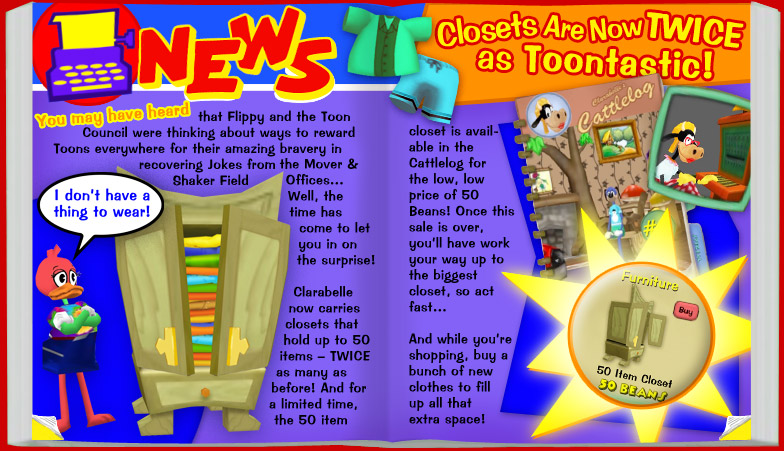 NEWS
Closets Are Now TWICE
as Toontastic!
You may have heard that Flippy and the Toon
Council were thinking about ways to reward
Toons everywhere for their amazing bravery in
recovering Jokes from the Mover &
Shaker Field Offices...
Well, the
time has
come to let
you in on
the surprise!
Clarabelle
now carries
closets that
hold up to 50
items – TWICE
as many as
before! And for
a limited time,
the 50 item
I don't have a
thing to wear!
closet is avail-
able in the
Cattlelog for
the low, low
price of 50
Beans! Once this
sale is over,
you'll have work
your way up to
the biggest
closet, so act
fast...
And while you're
shopping, buy a
bunch of new
clothes to fill
up all that
extra space!
Clarabelle's
Cattlelog
Furniture
Buy
50 Item Closet
50 BEANS